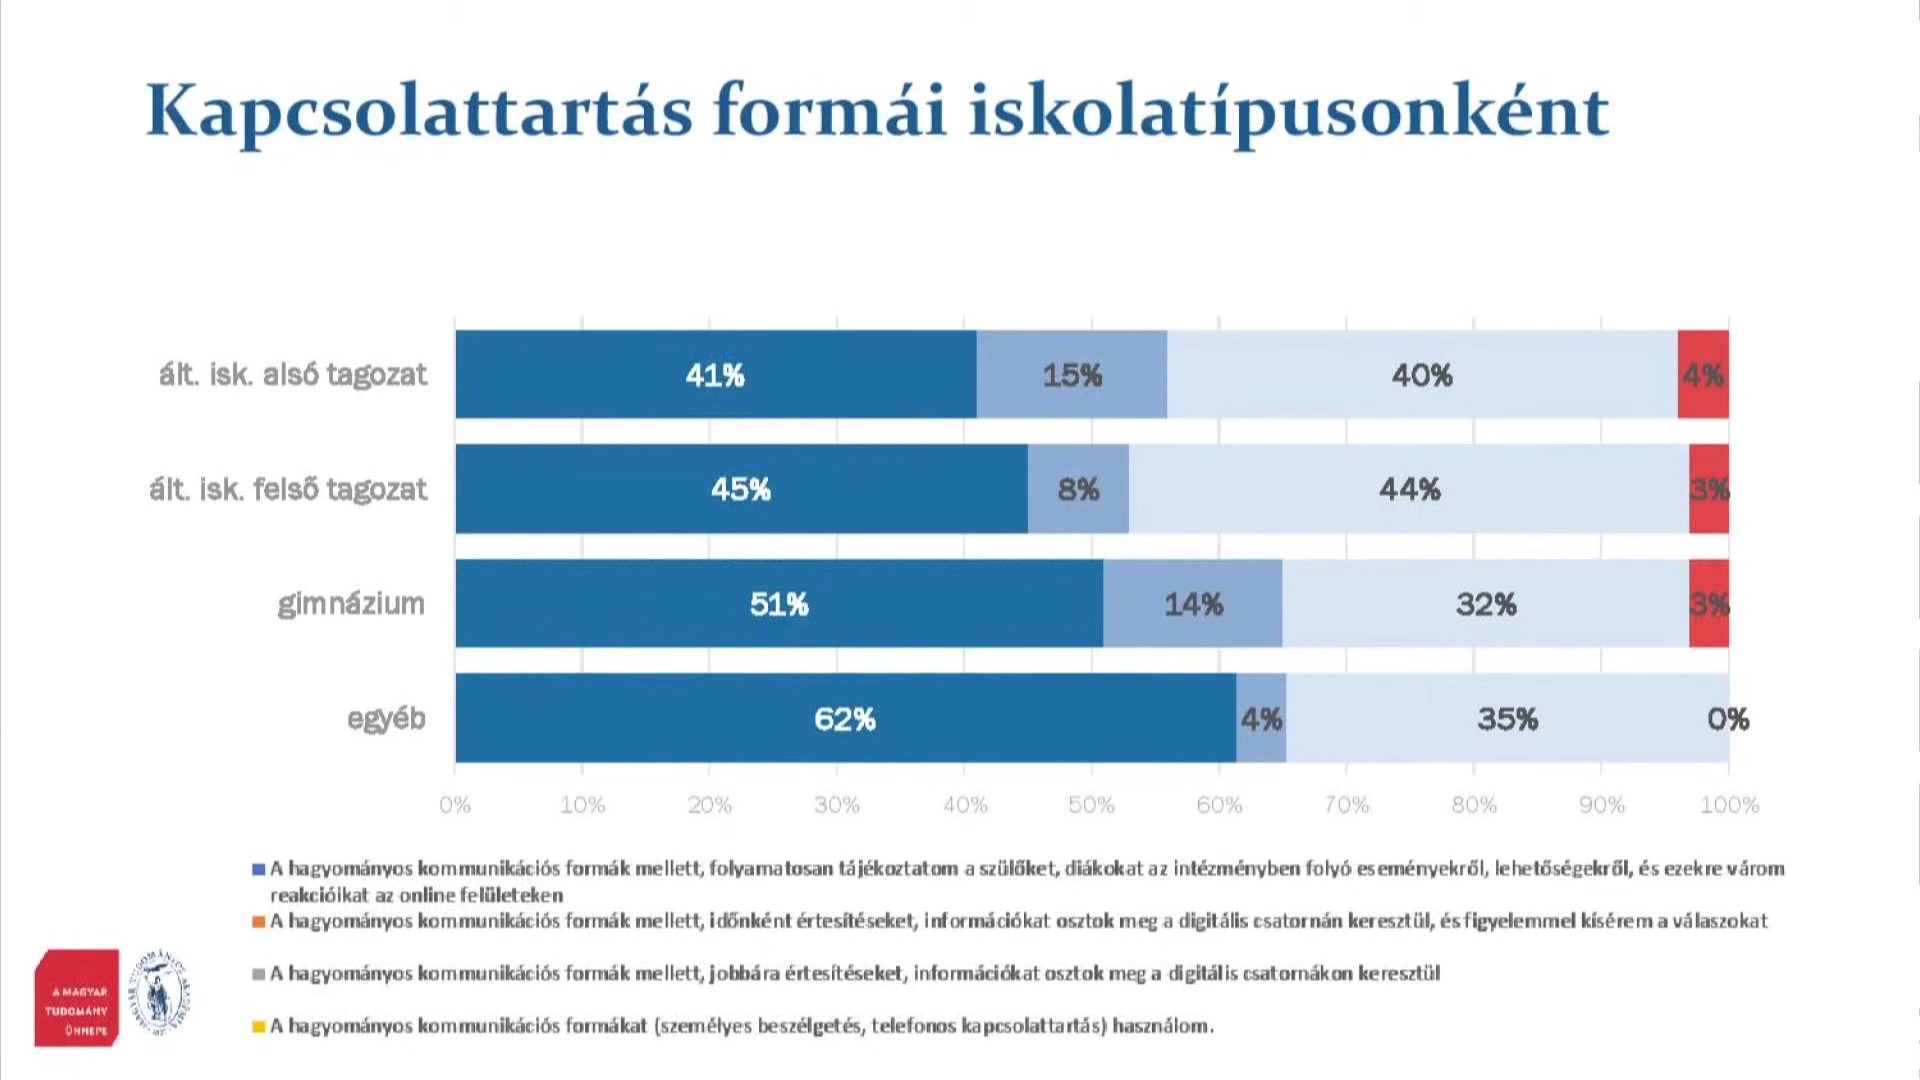 Kapcsolattartás formái iskolatípusonként
ált. isk. alsó tagozat
41%
15%
40%
4%
ált. isk. felső tagozat
45%
8%
44%
3%
gimnázium
51%
14%
32%
3%
egyéb
62%
4%
35%
0%
0%
10%
20%
30%
40%
50%
60%
70%
80%
90%
100%
A hagyományos kommunikációs formák mellett, folyamatosan tájékoztatom a szülőket, diákokat az intézményben folyó eseményekről, lehetőségekről, és ezekre várom
reakcióikat az online felületeken
A hagyományos kommunikációs formák mellett, időnként értesítéseket, információkat osztok meg a digitális csatornán keresztül, és figyelemmel kísérem a válaszokat
A hagyományos kommunikációs formák mellett, jobbára értesítéseket, információkat osztok meg a digitális csatornákon keresztül
A hagyományos kommunikációs formákat (személyes beszélgetés, telefonos kapcsolattartás) használom.
A MAGYAR
TUDOMÁNY
ÜNNEPE